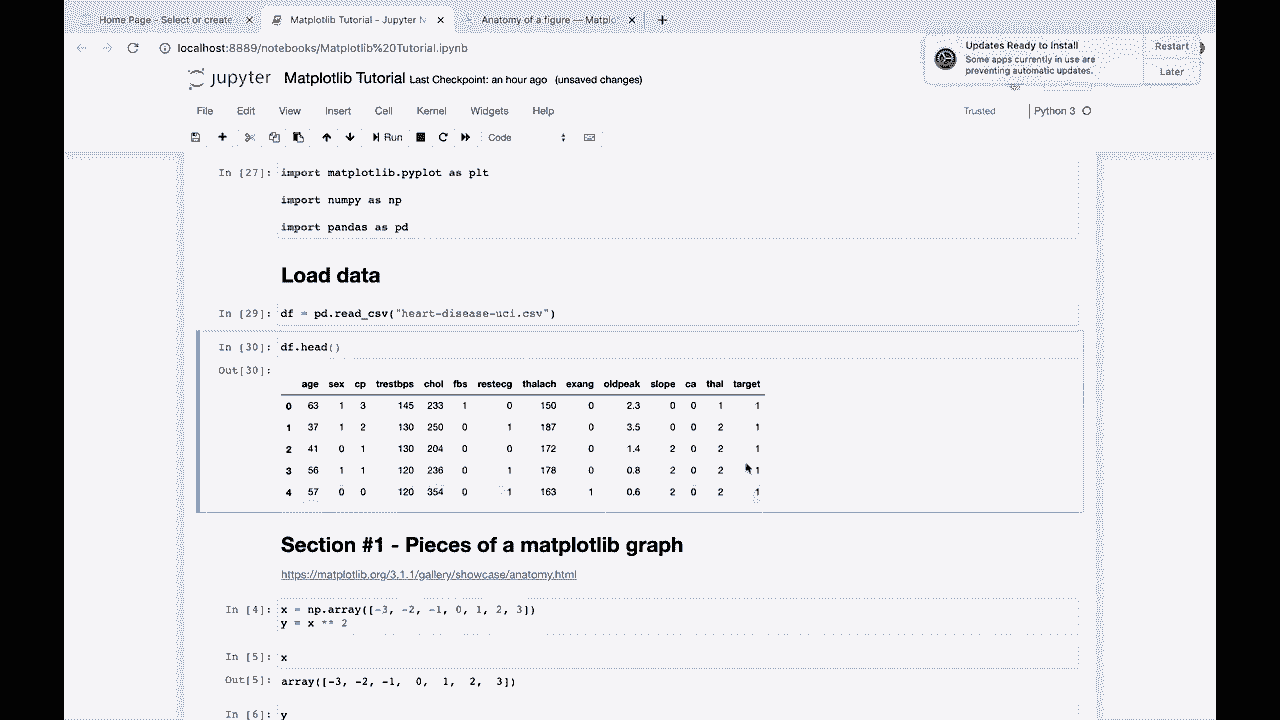 Home Page - Select or create
Matplotlib Tutorial - Jupyter N
Anatomy of a figure — Matplo
localhost:8889/notebooks/Matplotlib%20Tutorial.ipynb
Updates Ready to Install
Some apps currently in use are
preventing automatic updates.
Restart
Later
jupyter Matplotlib Tutorial Last Checkpoint: an hour ago (unsaved changes)
File Edit View Insert Cell Kernel Widgets Help Trusted Python 3
Run Code
In [27]: import matplotlib.pyplot as plt
import numpy as np
import pandas as pd
Load data
In [29]: df = pd.read_csv("heart-disease-uci.csv")
In [30]: df.head()
Out[30]:
age sex cp trestbps chol fbs restecg thalach exang oldpeak slope ca thal target
0 63 1 3 145 233 1 0 150 0 2.3 0 0 1 1
1 37 1 2 130 250 0 1 187 0 3.5 0 0 2 1
2 41 0 1 130 204 0 0 172 0 1.4 2 0 2 1
3 56 1 1 120 236 0 1 178 0 0.8 2 0 2 1
4 57 0 0 120 354 0 1 163 1 0.6 2 0 2 1
Section #1 - Pieces of a matplotlib graph
https://matplotlib.org/3.1.1/gallery/showcase/anatomy.html
In [4]: x = np.array([-3, -2, -1, 0, 1, 2, 3])
y = x ** 2
In [5]: x
Out[5]: array([-3, -2, -1, 0, 1, 2, 3])
In [6]: y